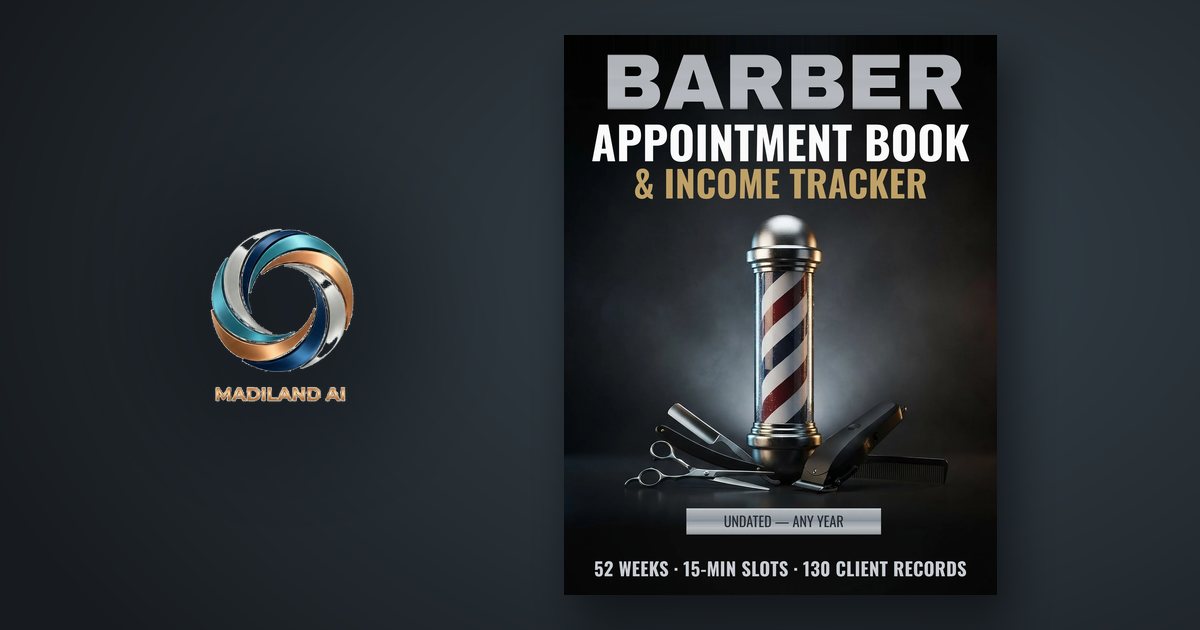 MADILAND AI
BARBER
APPOINTMENT BOOK
& INCOME TRACKER
UNDATED — ANY YEAR
52 WEEKS · 15-MIN SLOTS · 130 CLIENT RECORDS